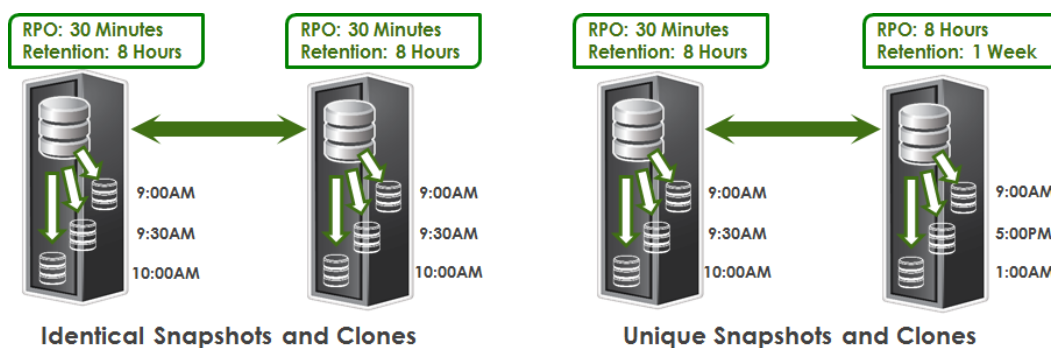 RPO: 30 Minutes
Retention: 8 Hours
RPO: 30 Minutes
Retention: 8 Hours
9:00AM
9:30AM
10:00AM
9:00AM
9:30AM
10:00AM
Identical Snapshots and Clones
RPO: 30 Minutes
Retention: 8 Hours
RPO: 8 Hours
Retention: 1 Week
9:00AM
9:30AM
10:00AM
9:00AM
5:00PM
1:00AM
Unique Snapshots and Clones